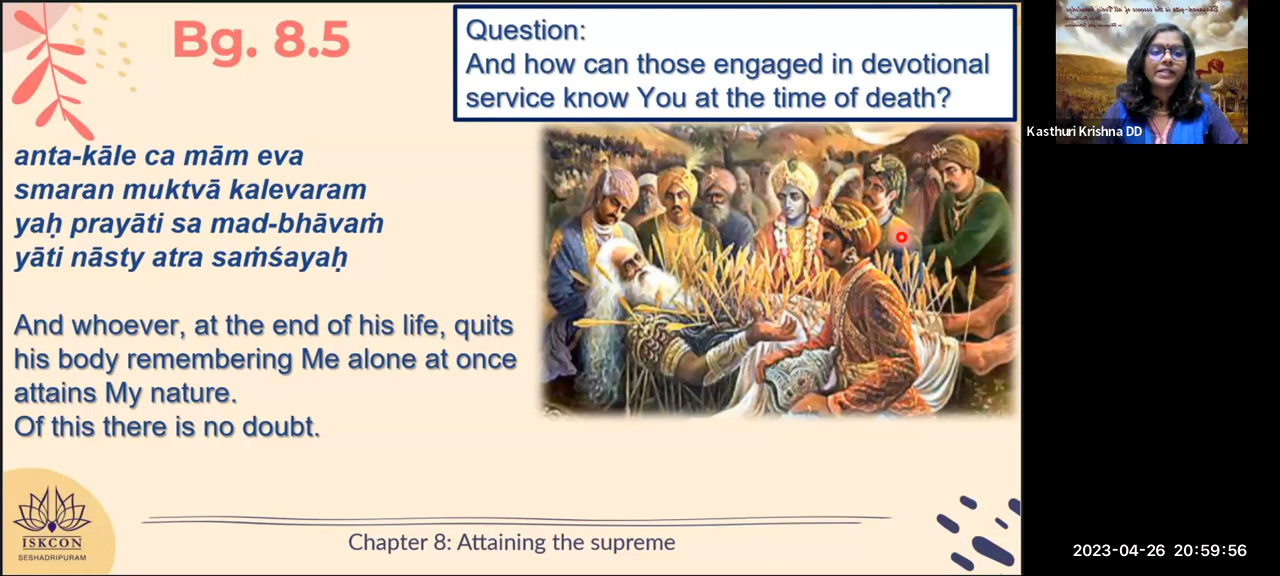 Bg. 8.5
Question:
And how can those engaged in devotional
service know You at the time of death?
anta-kāle ca mām eva
smaran muktvā kalevaram
yaḥ prayāti sa mad-bhāvaṁ
yāti nāsty atra saṁśayaḥ
And whoever, at the end of his life, quits
his body remembering Me alone at once
attains My nature.
Of this there is no doubt.
ISKCON
SESHADRIPURAM
Chapter 8: Attaining the supreme
Kasthuri Krishna DD
2023-04-26 20:59:56